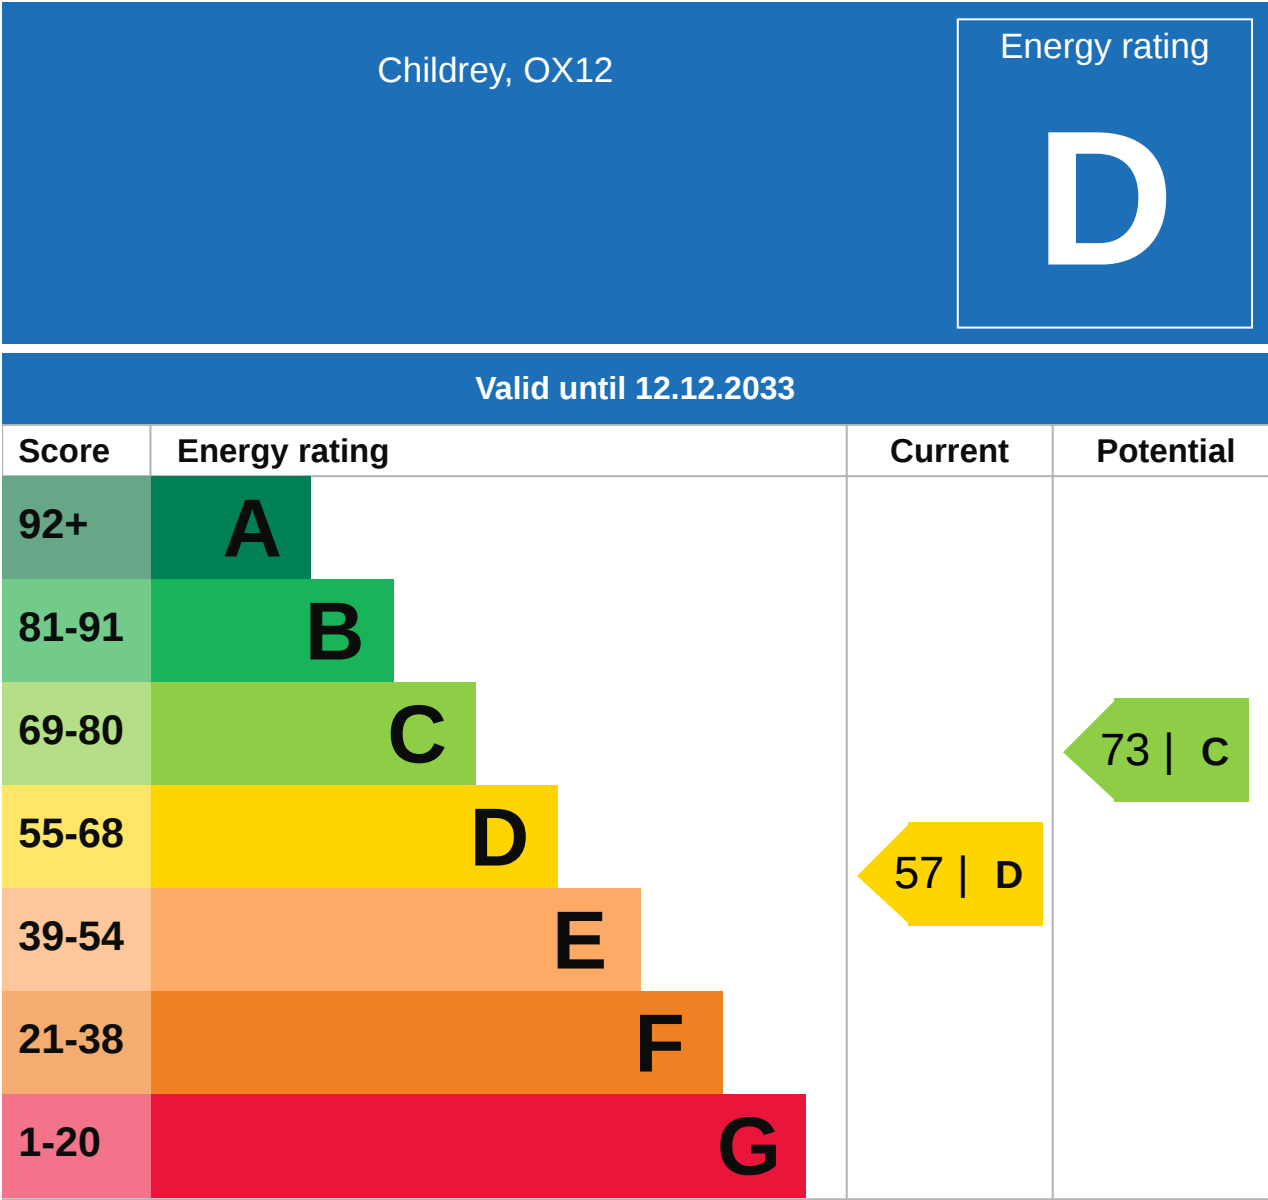 Childrey, OX12
Energy rating
D
Valid until 12.12.2033
Score Energy rating Current Potential
92+ A
81-91 B
69-80 C
73 | C
55-68 D
57 | D
39-54 E
21-38 F
1-20 G